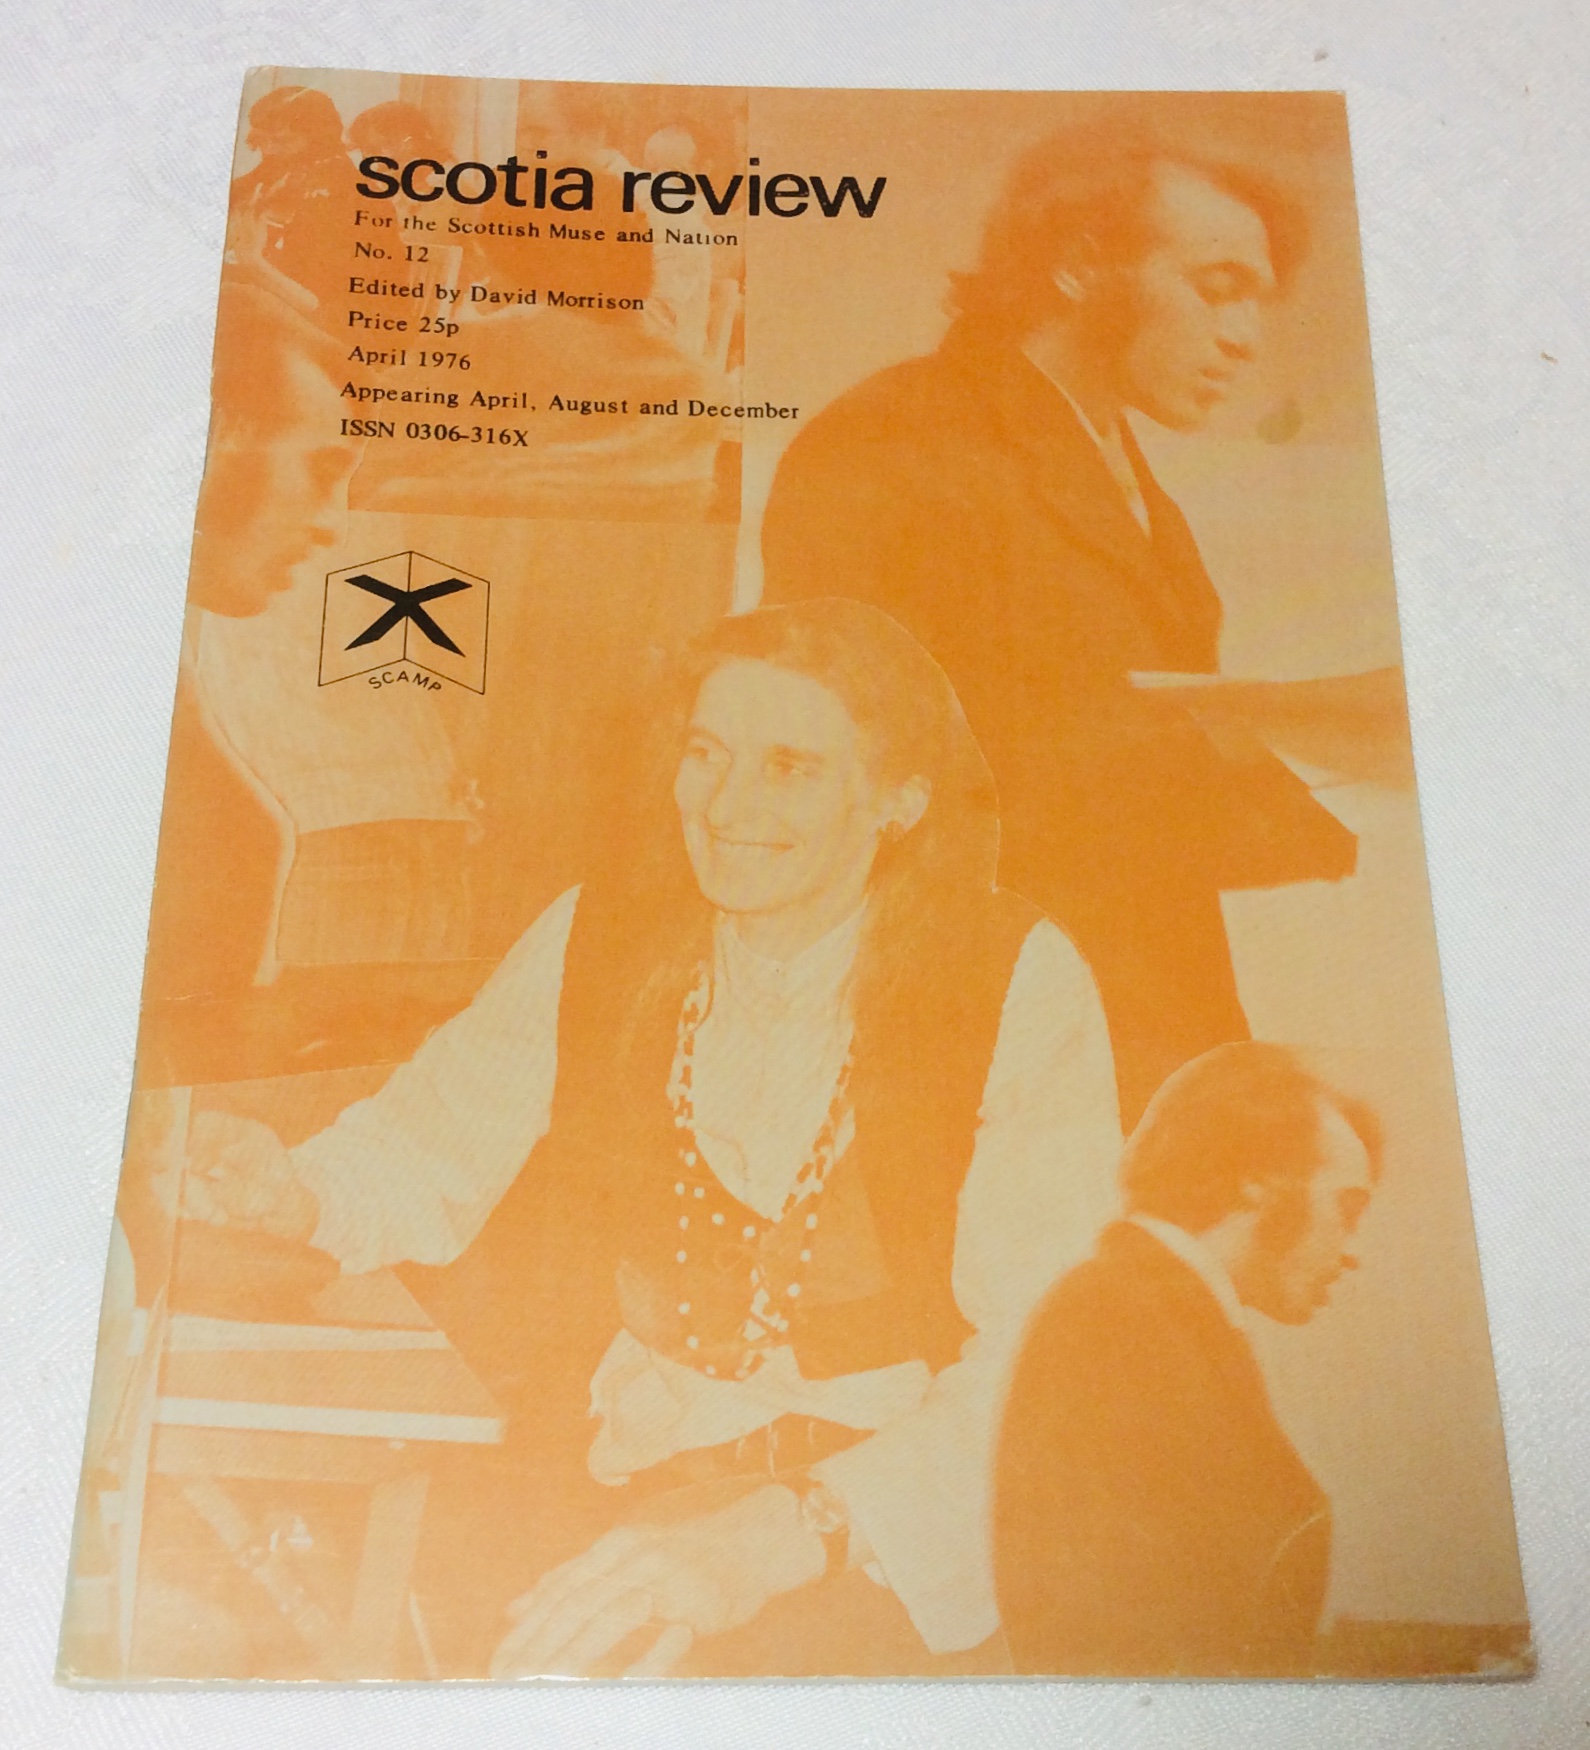 scotia review
For the Scottish Muse and Nation
No. 12
Edited by David Morrison
Price 25p
April 1976
Appearing April, August and December
ISSN 0306-316X
SCAMP